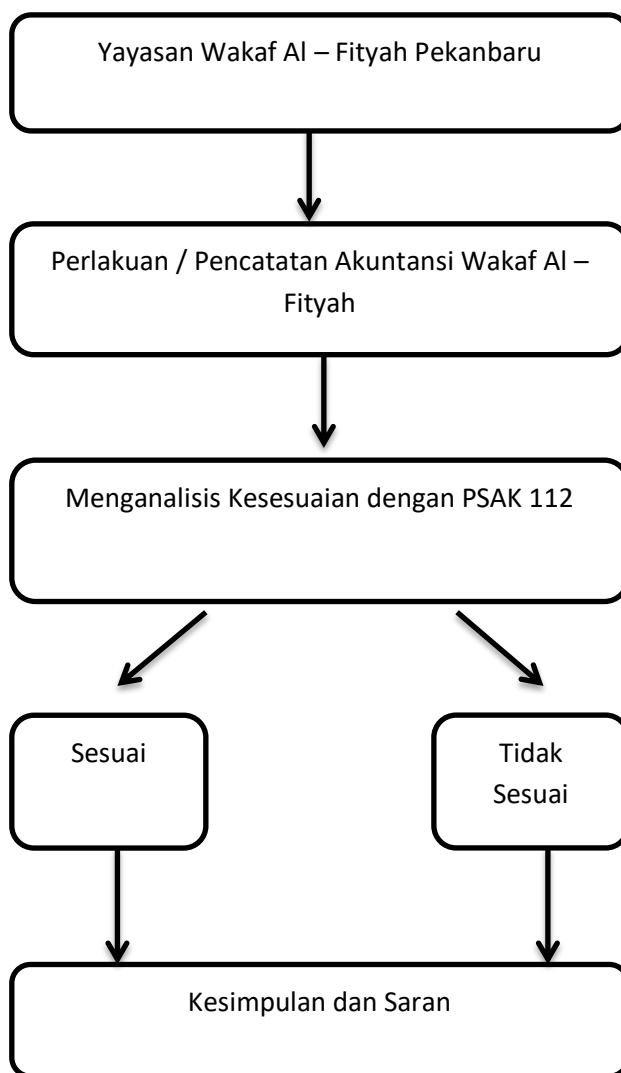 Yayasan Wakaf Al – Fityah Pekanbaru
Perlakuan / Pencatatan Akuntansi Wakaf Al –
Fityah
Menganalisis Kesesuaian dengan PSAK 112
Sesuai
Tidak
Sesuai
Kesimpulan dan Saran